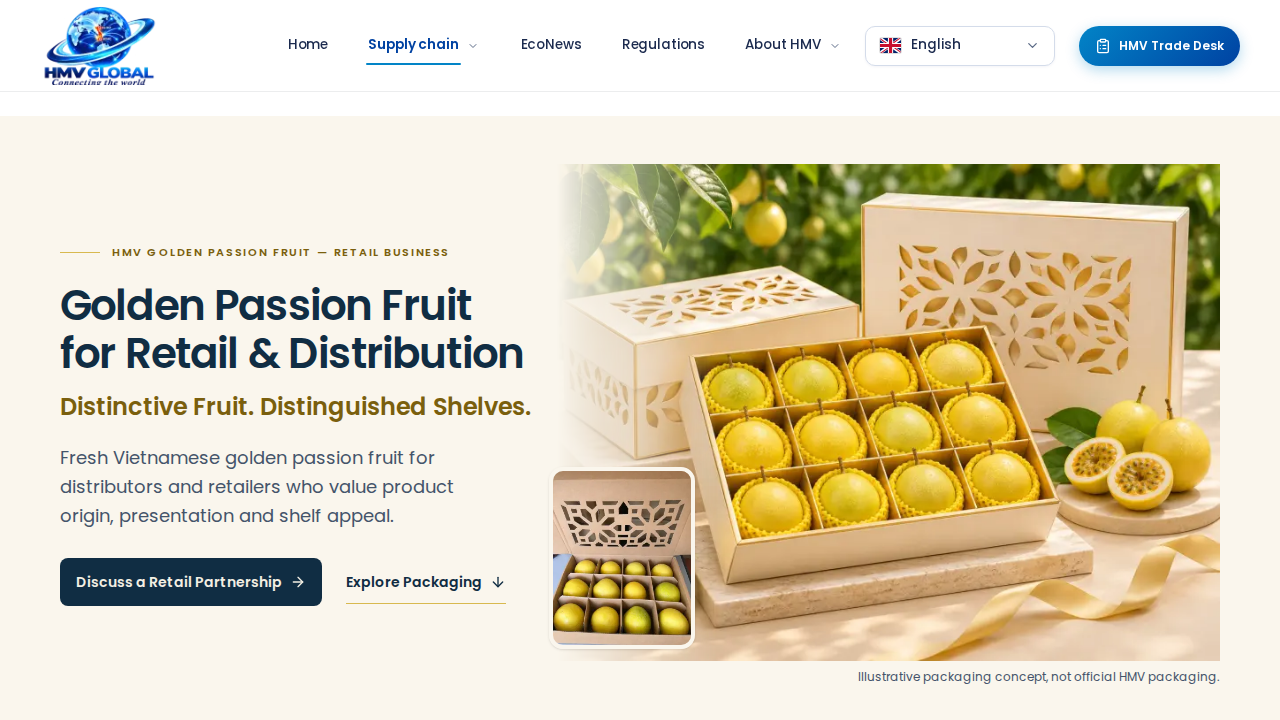 HMV GLOBAL
Connecting the world
Home
Supply chain
EcoNews
Regulations
About HMV
English
HMV Trade Desk
HMV GOLDEN PASSION FRUIT — RETAIL BUSINESS
Golden Passion Fruit
for Retail & Distribution
Distinctive Fruit. Distinguished Shelves.
Fresh Vietnamese golden passion fruit for
distributors and retailers who value product
origin, presentation and shelf appeal.
Discuss a Retail Partnership
Explore Packaging
Illustrative packaging concept, not official HMV packaging.